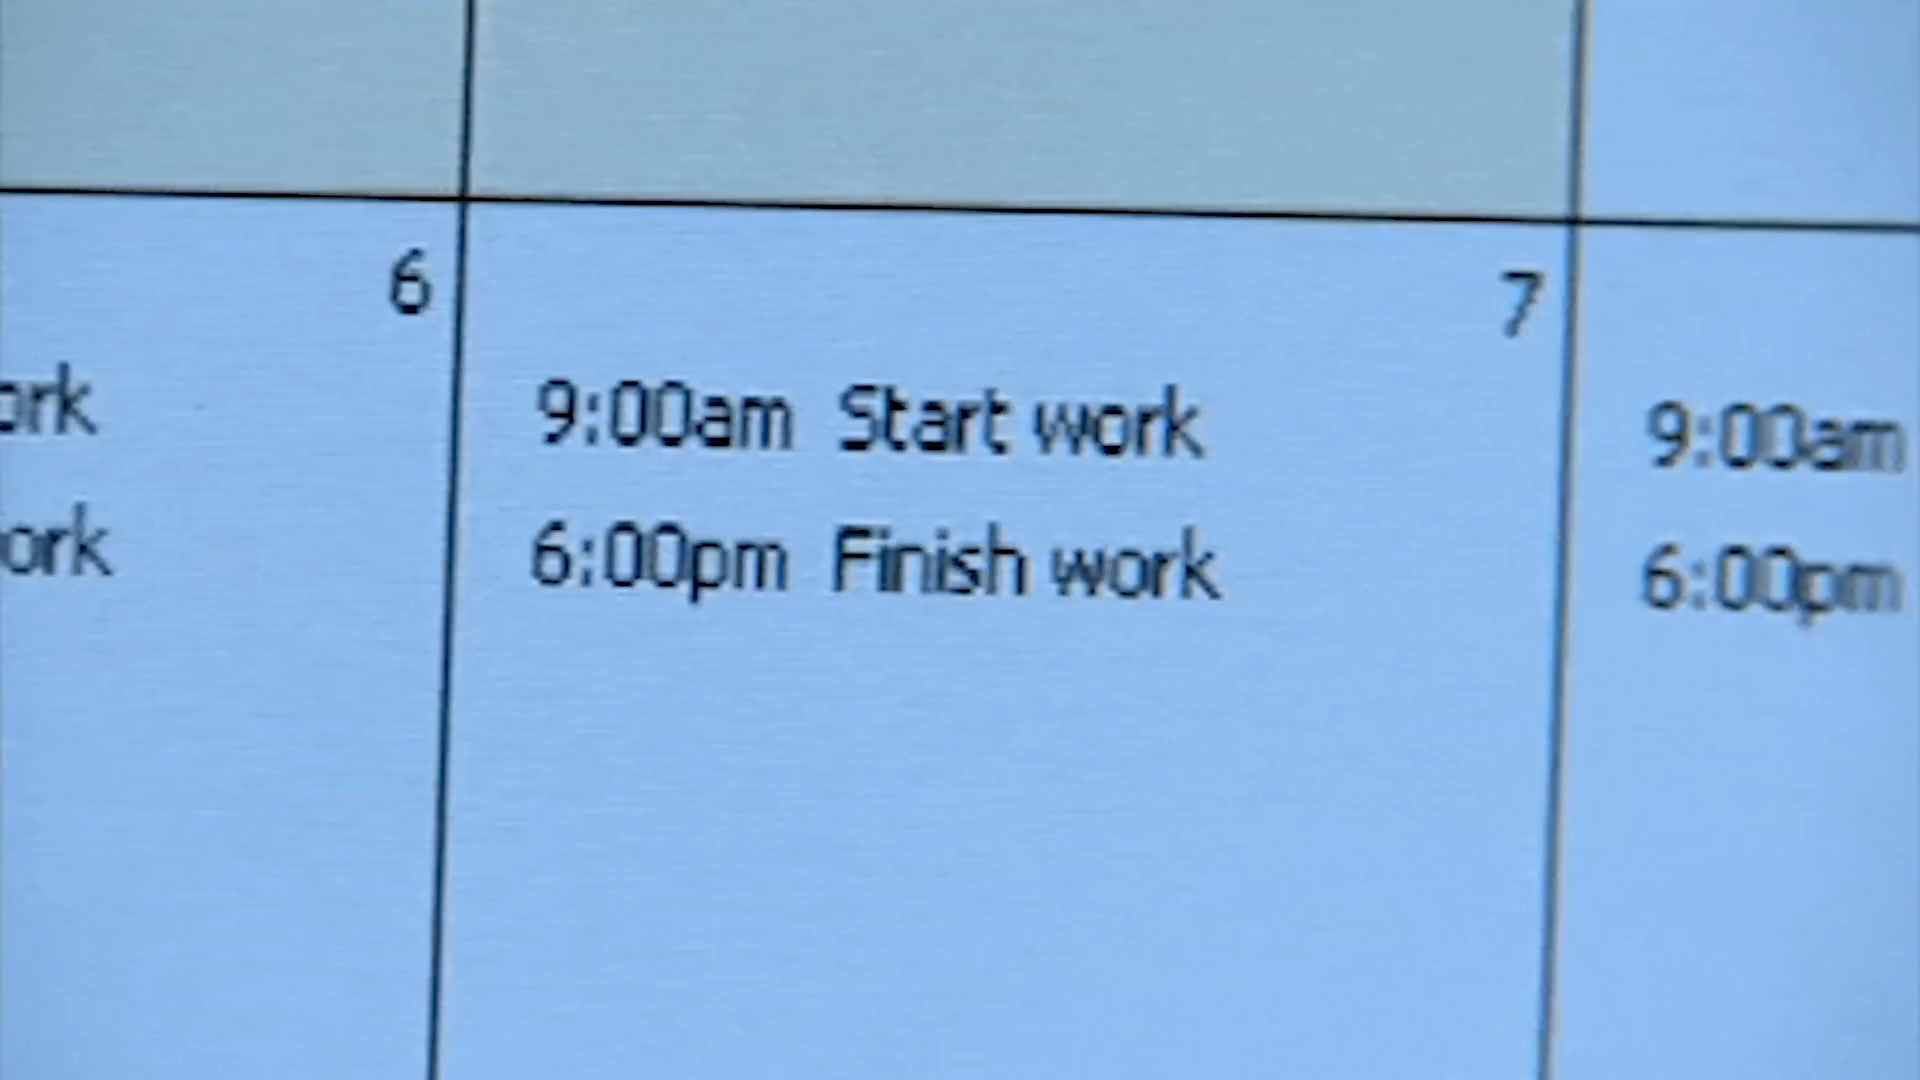 6
7
ork
9:00am Start work
9:00am
ork
6:00pm Finish work
6:00pm